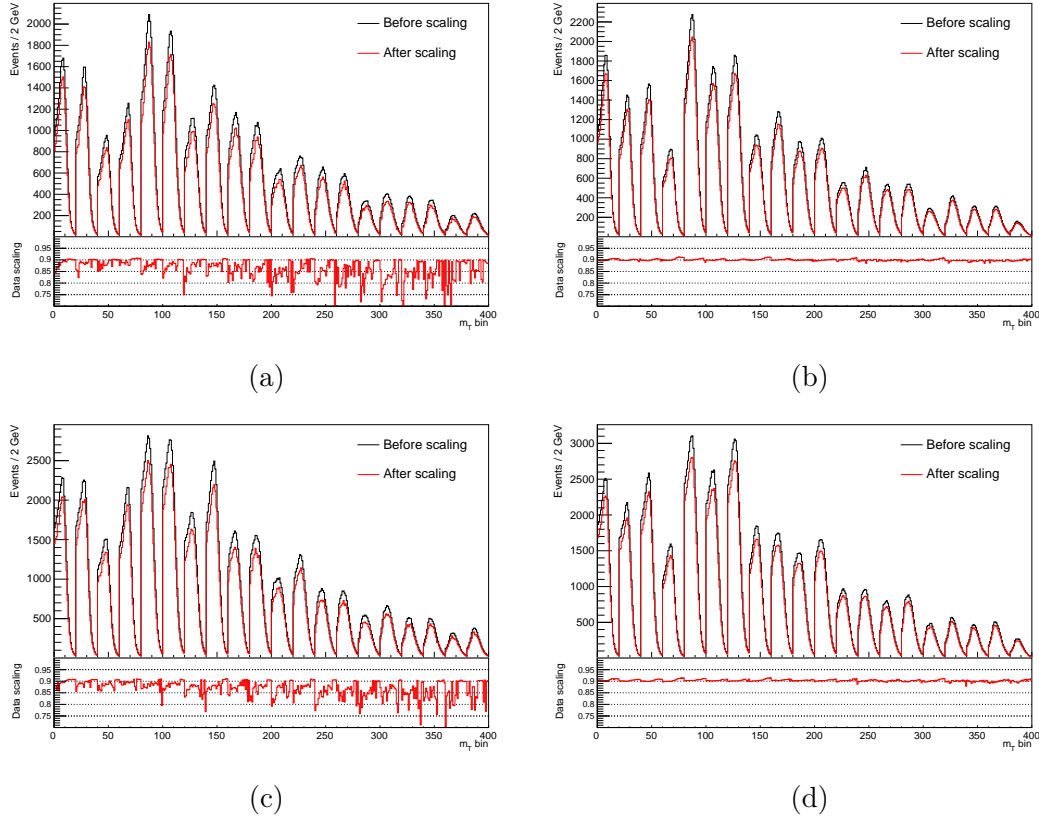 Events / 2 GeV
2000
1800
1600
1400
1200
1000
800
600
400
200
Before scaling
After scaling
Data scaling
0.95
0.9
0.85
0.8
0.75
0 50 100 150 200 250 300 350 400
m_T bin
(a)
Events / 2 GeV
2200
2000
1800
1600
1400
1200
1000
800
600
400
200
Before scaling
After scaling
Data scaling
0.95
0.9
0.85
0.8
0.75
0 50 100 150 200 250 300 350 400
m_T bin
(b)
Events / 2 GeV
2500
2000
1500
1000
500
Before scaling
After scaling
Data scaling
0.95
0.9
0.85
0.8
0.75
0 50 100 150 200 250 300 350 400
m_T bin
(c)
Events / 2 GeV
3000
2500
2000
1500
1000
500
Before scaling
After scaling
Data scaling
0.95
0.9
0.85
0.8
0.75
0 50 100 150 200 250 300 350 400
m_T bin
(d)